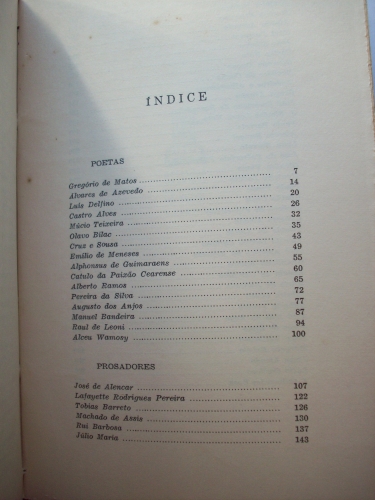 ÍNDICE
POETAS
Gregório de Matos 7
Alvares de Azevedo 14
Luís Delfino 20
Castro Alves 26
Múcio Teixeira 32
Olavo Bilac 35
Cruz e Sousa 43
Emílio de Meneses 49
Alphonsus de Guimaraens 55
Catulo da Paixão Cearense 60
Alberto Ramos 65
Pereira da Silva 72
Augusto dos Anjos 77
Manuel Bandeira 87
Raul de Leoni 94
Alceu Wamosy 100
PROSADORES
José de Alencar 107
Lafayette Rodrigues Pereira 122
Tobias Barreto 126
Machado de Assis 130
Rui Barbosa 137
Júlio Maria 143